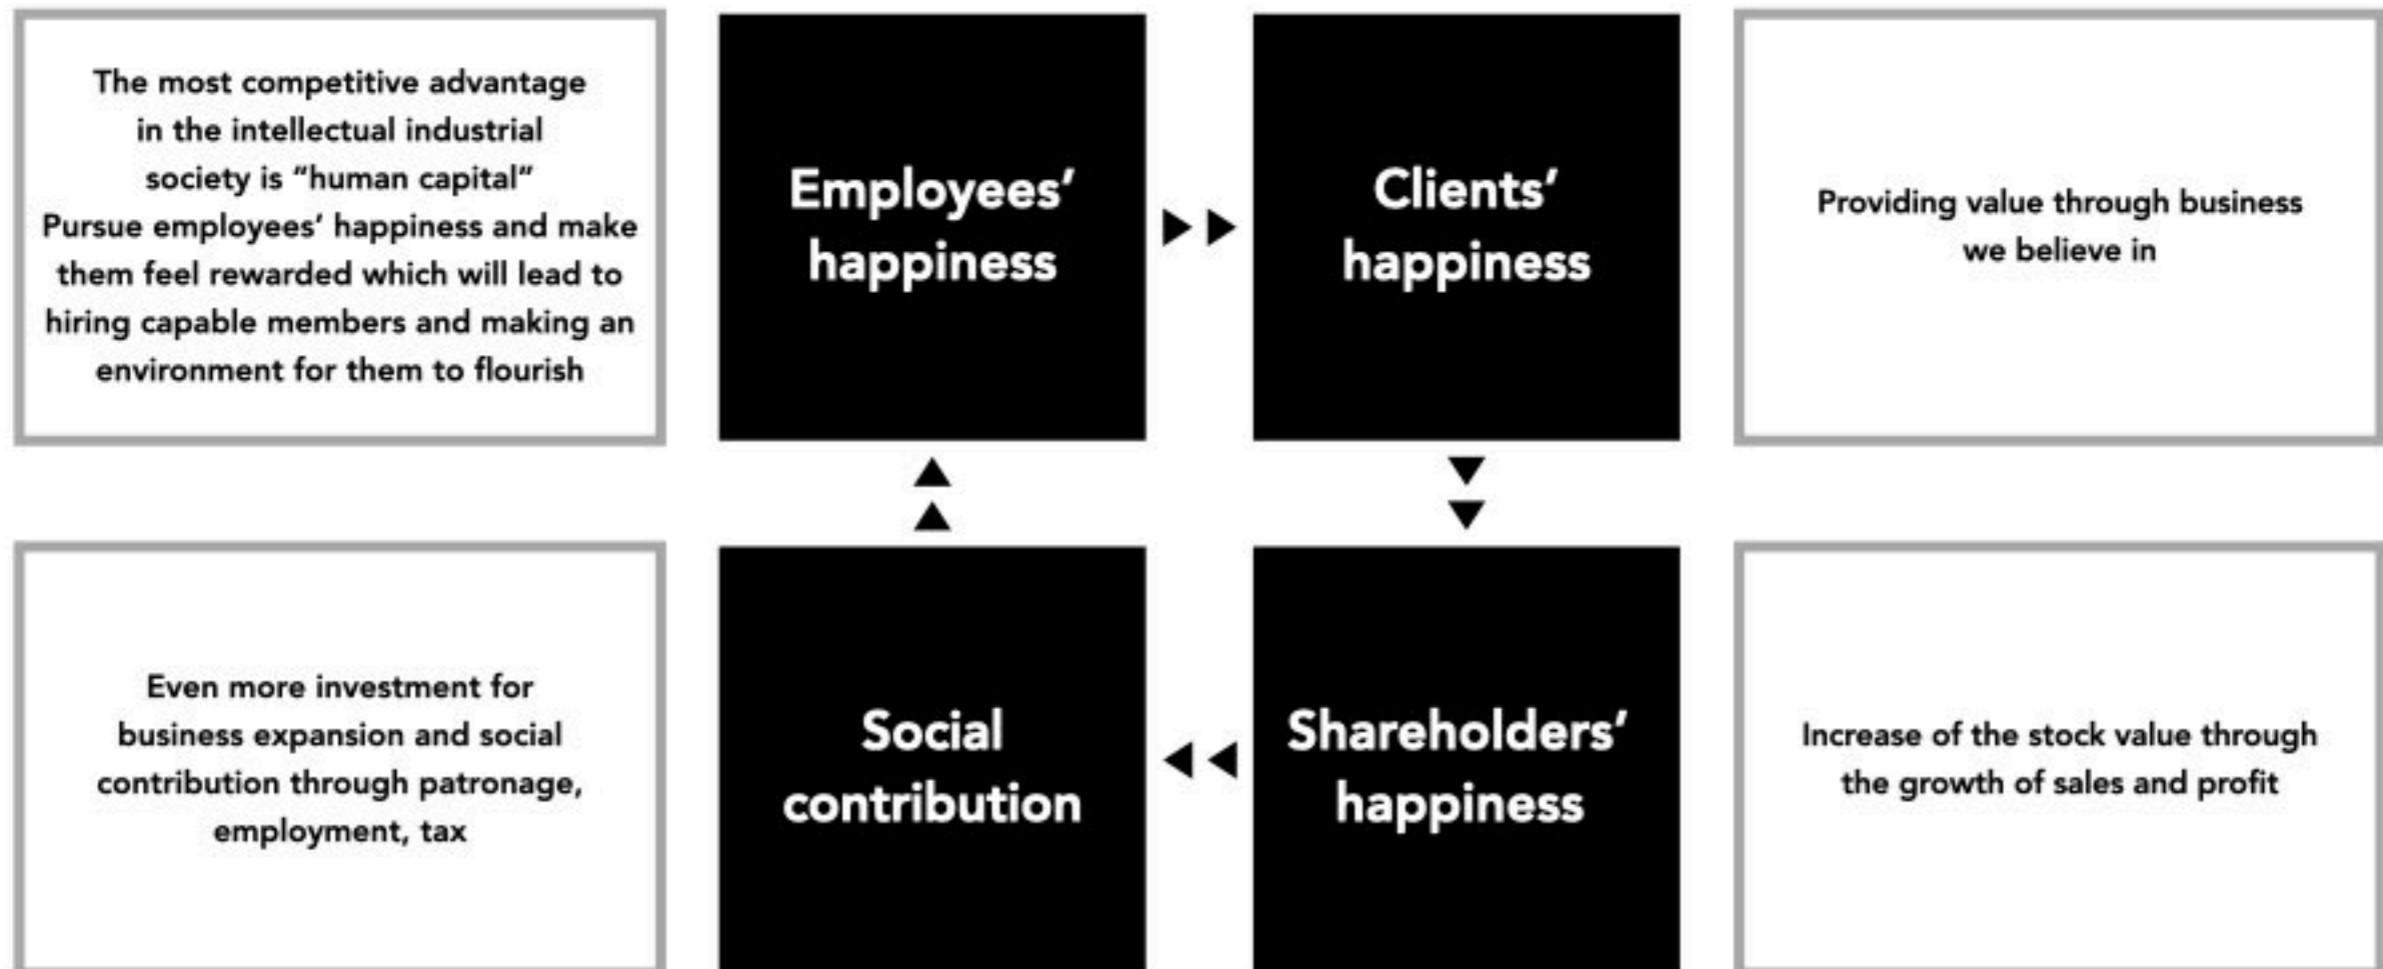 The most competitive advantage
in the intellectual industrial
society is “human capital”
Pursue employees’ happiness and make
them feel rewarded which will lead to
hiring capable members and making an
environment for them to flourish
Employees’
happiness
Clients’
happiness
Providing value through business
we believe in
Even more investment for
business expansion and social
contribution through patronage,
employment, tax
Social
contribution
Shareholders’
happiness
Increase of the stock value through
the growth of sales and profit